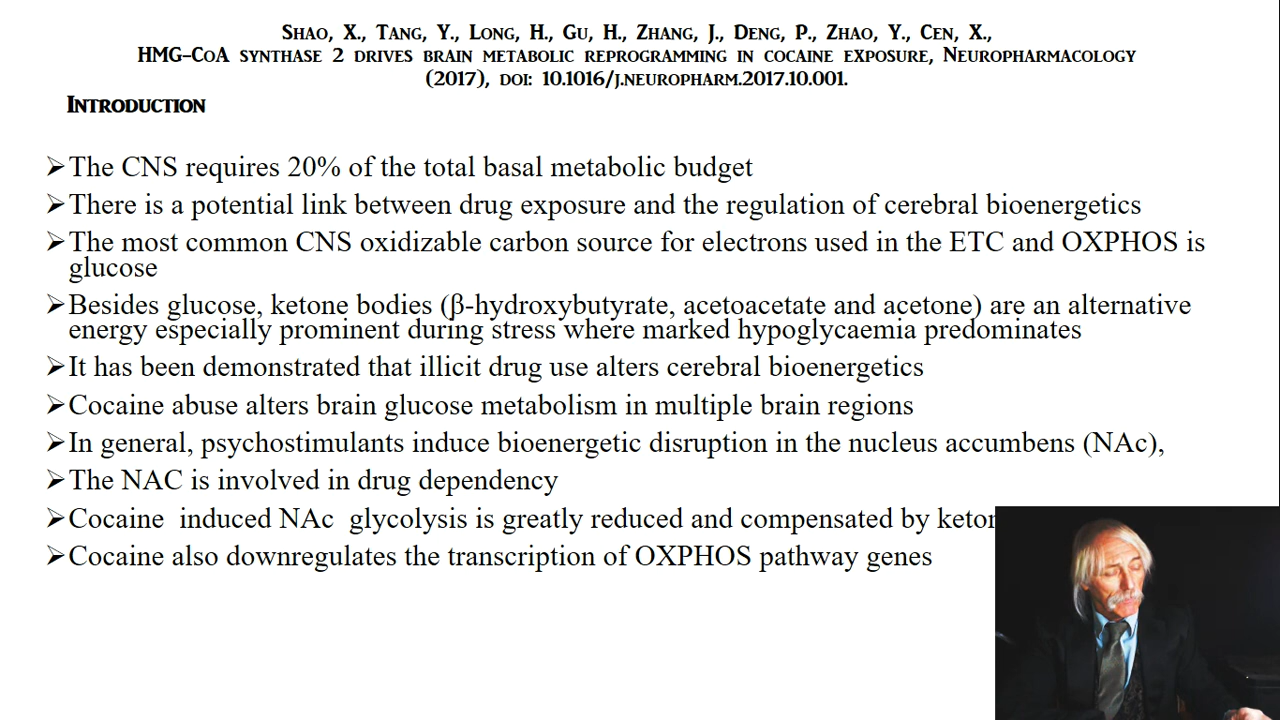 Shao, X., Tang, Y., Long, H., Gu, H., Zhang, J., Deng, P., Zhao, Y., Cen, X.,
HMG-CoA synthase 2 drives brain metabolic reprogramming in cocaine exposure, Neuropharmacology
(2017), doi: 10.1016/j.neuropharm.2017.10.001.
Introduction
➢The CNS requires 20% of the total basal metabolic budget
➢There is a potential link between drug exposure and the regulation of cerebral bioenergetics
➢The most common CNS oxidizable carbon source for electrons used in the ETC and OXPHOS is
glucose
➢Besides glucose, ketone bodies (β-hydroxybutyrate, acetoacetate and acetone) are an alternative
energy especially prominent during stress where marked hypoglycaemia predominates
➢It has been demonstrated that illicit drug use alters cerebral bioenergetics
➢Cocaine abuse alters brain glucose metabolism in multiple brain regions
➢In general, psychostimulants induce bioenergetic disruption in the nucleus accumbens (NAc),
➢The NAC is involved in drug dependency
➢Cocaine induced NAc glycolysis is greatly reduced and compensated by
➢Cocaine also downregulates the transcription of OXPHOS pathway genes